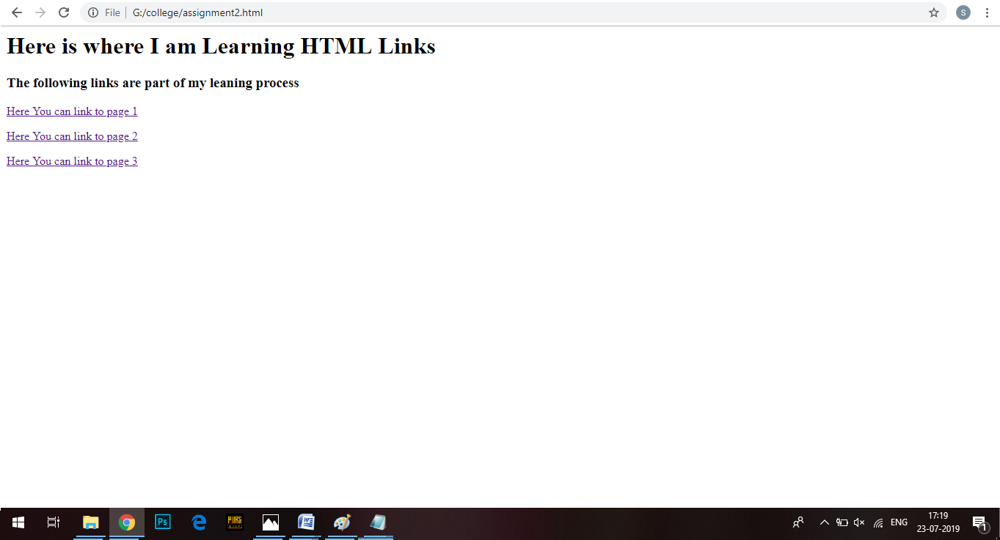 File G:/college/assignment2.html
S
Here is where I am Learning HTML Links
The following links are part of my leaning process
Here You can link to page 1
Here You can link to page 2
Here You can link to page 3
Ps
PUBG
W
ENG
17:19
23-07-2019
1